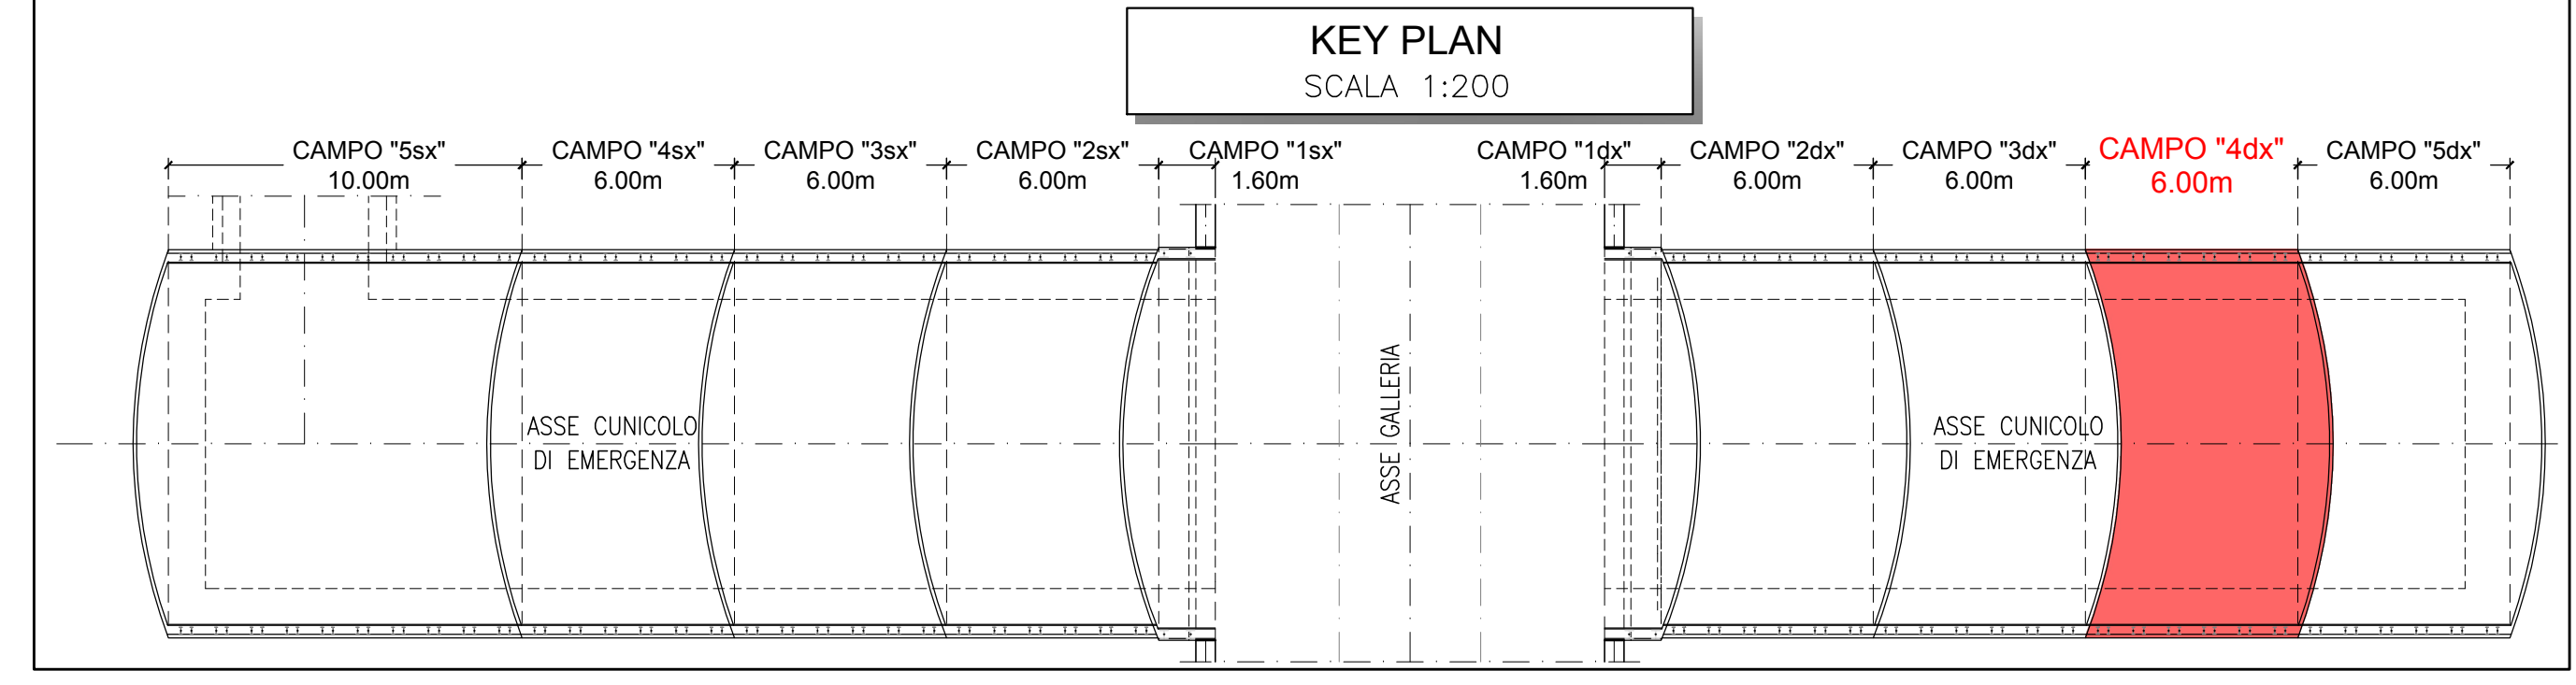 KEY PLAN
SCALA 1:200
CAMPO "5sx"
10.00m
CAMPO "4sx"
6.00m
CAMPO "3sx"
6.00m
CAMPO "2sx"
6.00m
CAMPO "1sx"
1.60m
CAMPO "1dx"
1.60m
CAMPO "2dx"
6.00m
CAMPO "3dx"
6.00m
CAMPO "4dx"
6.00m
CAMPO "5dx"
6.00m
ASSE CUNICOLO
DI EMERGENZA
ASSE GALLERIA
ASSE CUNICOLO
DI EMERGENZA